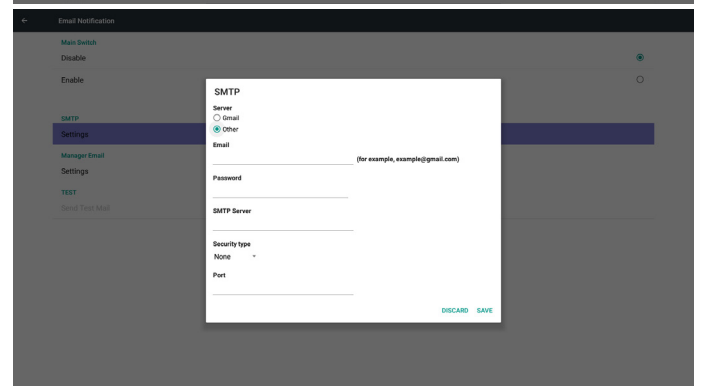 Email Notification
Main Switch
Disable
Enable
SMTP
Settings
Manager Email
Settings
TEST
Send Test Mail
SMTP
Server
Gmail
Other
Email
(for example, example@gmail.com)
Password
SMTP Server
Security type
None
Port
DISCARD SAVE